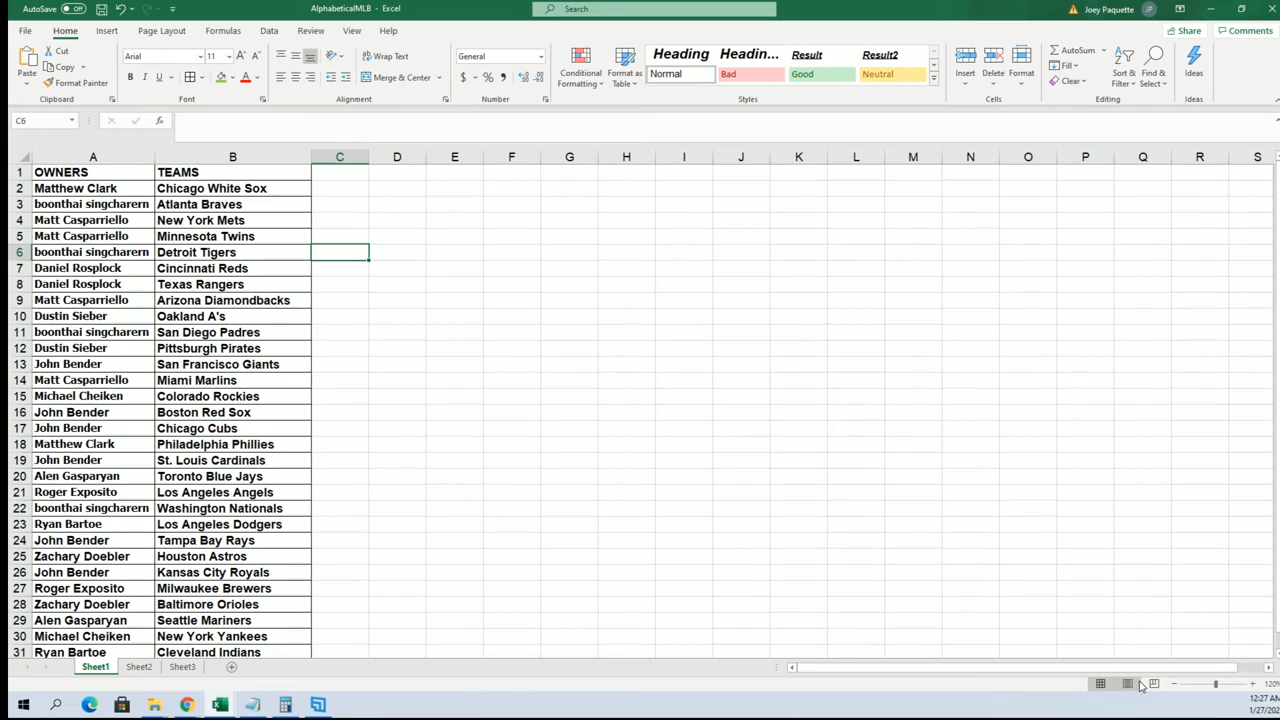 AutoSave Off AlphabeticalMLB - Excel Search Joey Paquette JP
File Home Insert Page Layout Formulas Data Review View Help Share Comments
Cut
Copy
Format Painter
Paste
Arial 11
B I U
Wrap Text
Merge & Center
General
$ % ,
Conditional Formatting
Format as Table
Heading Headin... Result Result2
Normal Bad Good Neutral
Insert Delete Format
AutoSum
Fill
Clear
Sort & Filter
Find & Select
Ideas
Clipboard Font Alignment Number Styles Cells Editing Ideas
C6 fx
A B C D E F G H I J K L M N O P Q R S
1 OWNERS TEAMS
2 Matthew Clark Chicago White Sox
3 boonthai singcharern Atlanta Braves
4 Matt Casparriello New York Mets
5 Matt Casparriello Minnesota Twins
6 boonthai singcharern Detroit Tigers
7 Daniel Rosplock Cincinnati Reds
8 Daniel Rosplock Texas Rangers
9 Matt Casparriello Arizona Diamondbacks
10 Dustin Sieber Oakland A's
11 boonthai singcharern San Diego Padres
12 Dustin Sieber Pittsburgh Pirates
13 John Bender San Francisco Giants
14 Matt Casparriello Miami Marlins
15 Michael Cheiken Colorado Rockies
16 John Bender Boston Red Sox
17 John Bender Chicago Cubs
18 Matthew Clark Philadelphia Phillies
19 John Bender St. Louis Cardinals
20 Alen Gasparyan Toronto Blue Jays
21 Roger Exposito Los Angeles Angels
22 boonthai singcharern Washington Nationals
23 Ryan Bartoe Los Angeles Dodgers
24 John Bender Tampa Bay Rays
25 Zachary Doebler Houston Astros
26 John Bender Kansas City Royals
27 Roger Exposito Milwaukee Brewers
28 Zachary Doebler Baltimore Orioles
29 Alen Gasparyan Seattle Mariners
30 Michael Cheiken New York Yankees
31 Ryan Bartoe Cleveland Indians
Sheet1 Sheet2 Sheet3
120%
12:27 AM
1/27/202